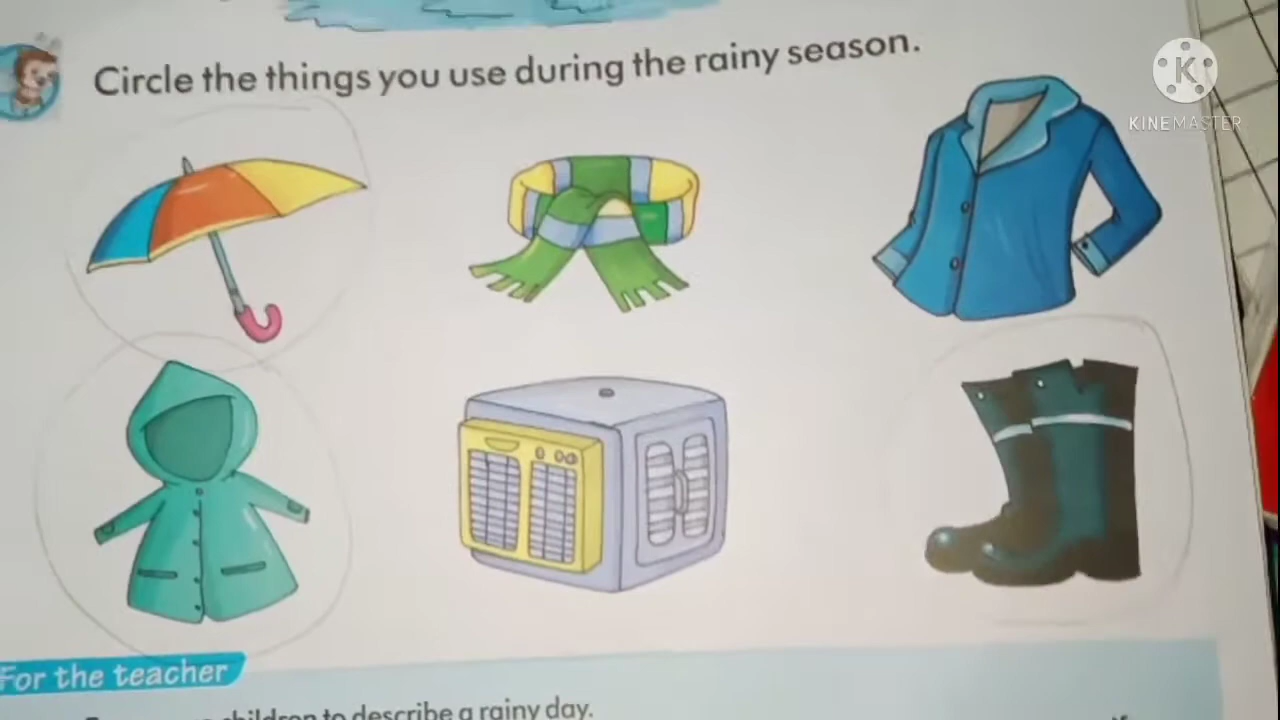 Circle the things you use during the rainy season.
K
KINEMASTER
For the teacher
children to describe a rainy day.